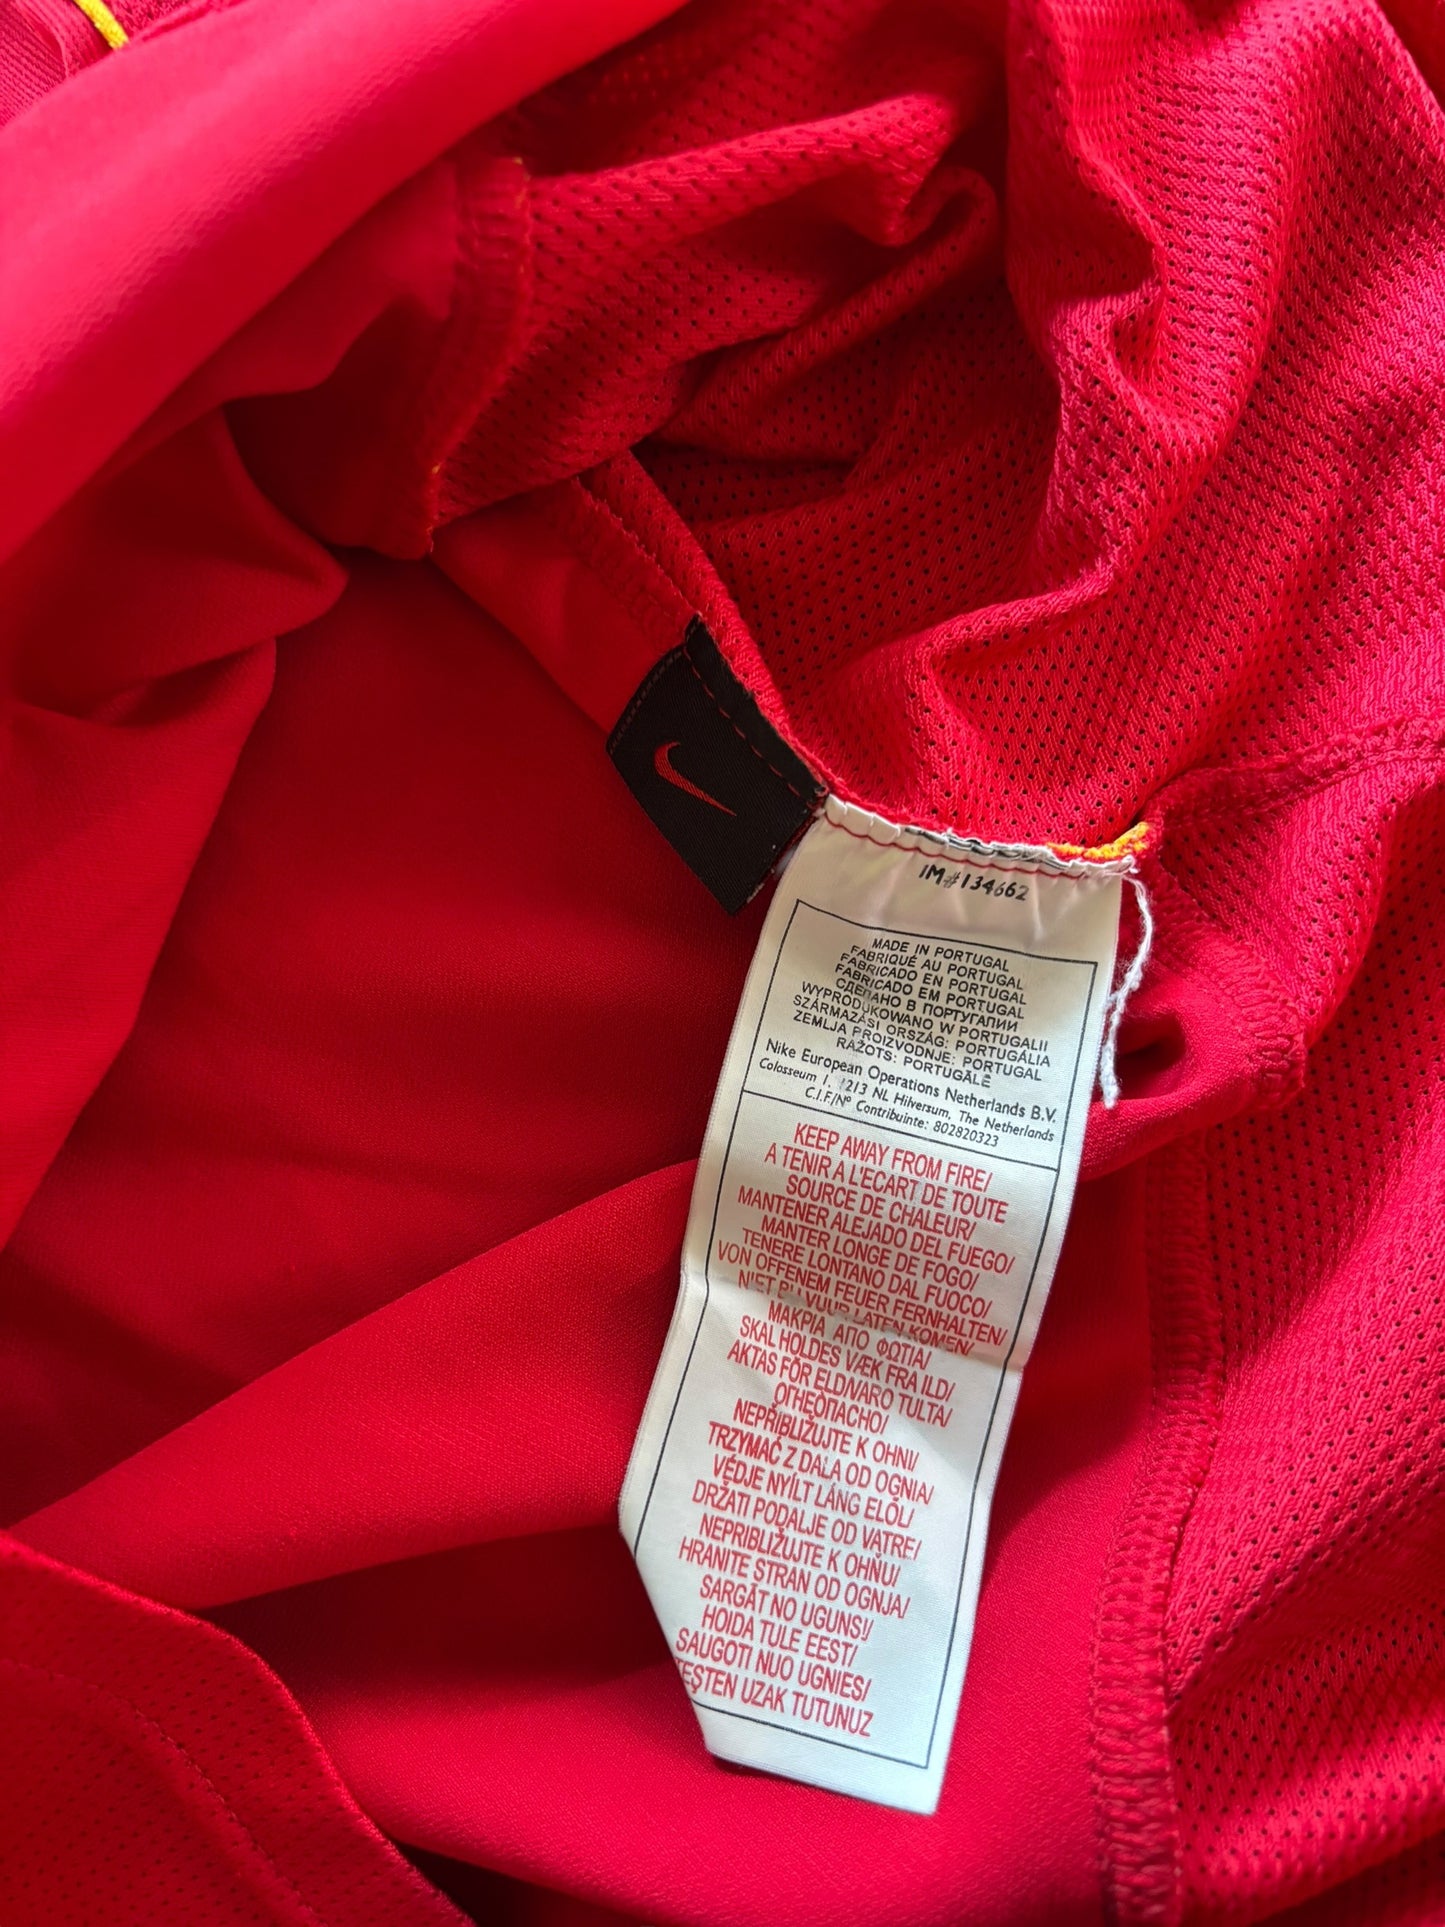 IM#134662
MADE IN PORTUGAL
FABRIQUÉ AU PORTUGAL
FABRICADO EN PORTUGAL
FABRICADO EM PORTUGAL
СДЕЛАНО В ПОРТУГАЛИИ
WYPRODUKOWANO W PORTUGALII
SZÁRMAZÁSI ORSZÁG: PORTUGÁLIA
ZEMLJA PROIZVODNJE: PORTUGAL
RAŽOTS: PORTUGĀLĒ
Nike European Operations Netherlands B.V.
Colosseum 1, 1213 NL Hilversum, The Netherlands
C.I.F/Nº Contribuinte: 802820323
KEEP AWAY FROM FIRE/
A TENIR A L'ECART DE TOUTE
SOURCE DE CHALEUR/
MANTENER ALEJADO DEL FUEGO/
MANTER LONGE DE FOGO/
TENERE LONTANO DAL FUOCO/
VON OFFENEM FEUER FERNHALTEN/
NIET BIJ VUUR LATEN KOMEN/
ΜΑΚΡΙΑ ΑΠΟ ΦΩΤΙΑ/
SKAL HOLDES VÆK FRA ILD/
AKTAS FÖR ELD/VARO TULTA/
ОГНЕОПАСНО/
NEPŘIBLIŽUJTE K OHNI/
TRZYMAĆ Z DALA OD OGNIA/
VÉDJE NYÍLT LÁNG ELŐL/
DRŽATI PODALJE OD VATRE/
NEPRIBLIŽUJTE K OHŇU/
HRANITE STRAN OD OGNJA/
SARGĀT NO UGUNS!/
HOIDA TULE EEST/
SAUGOTI NUO UGNIES/
UZAK TUTUNUZ